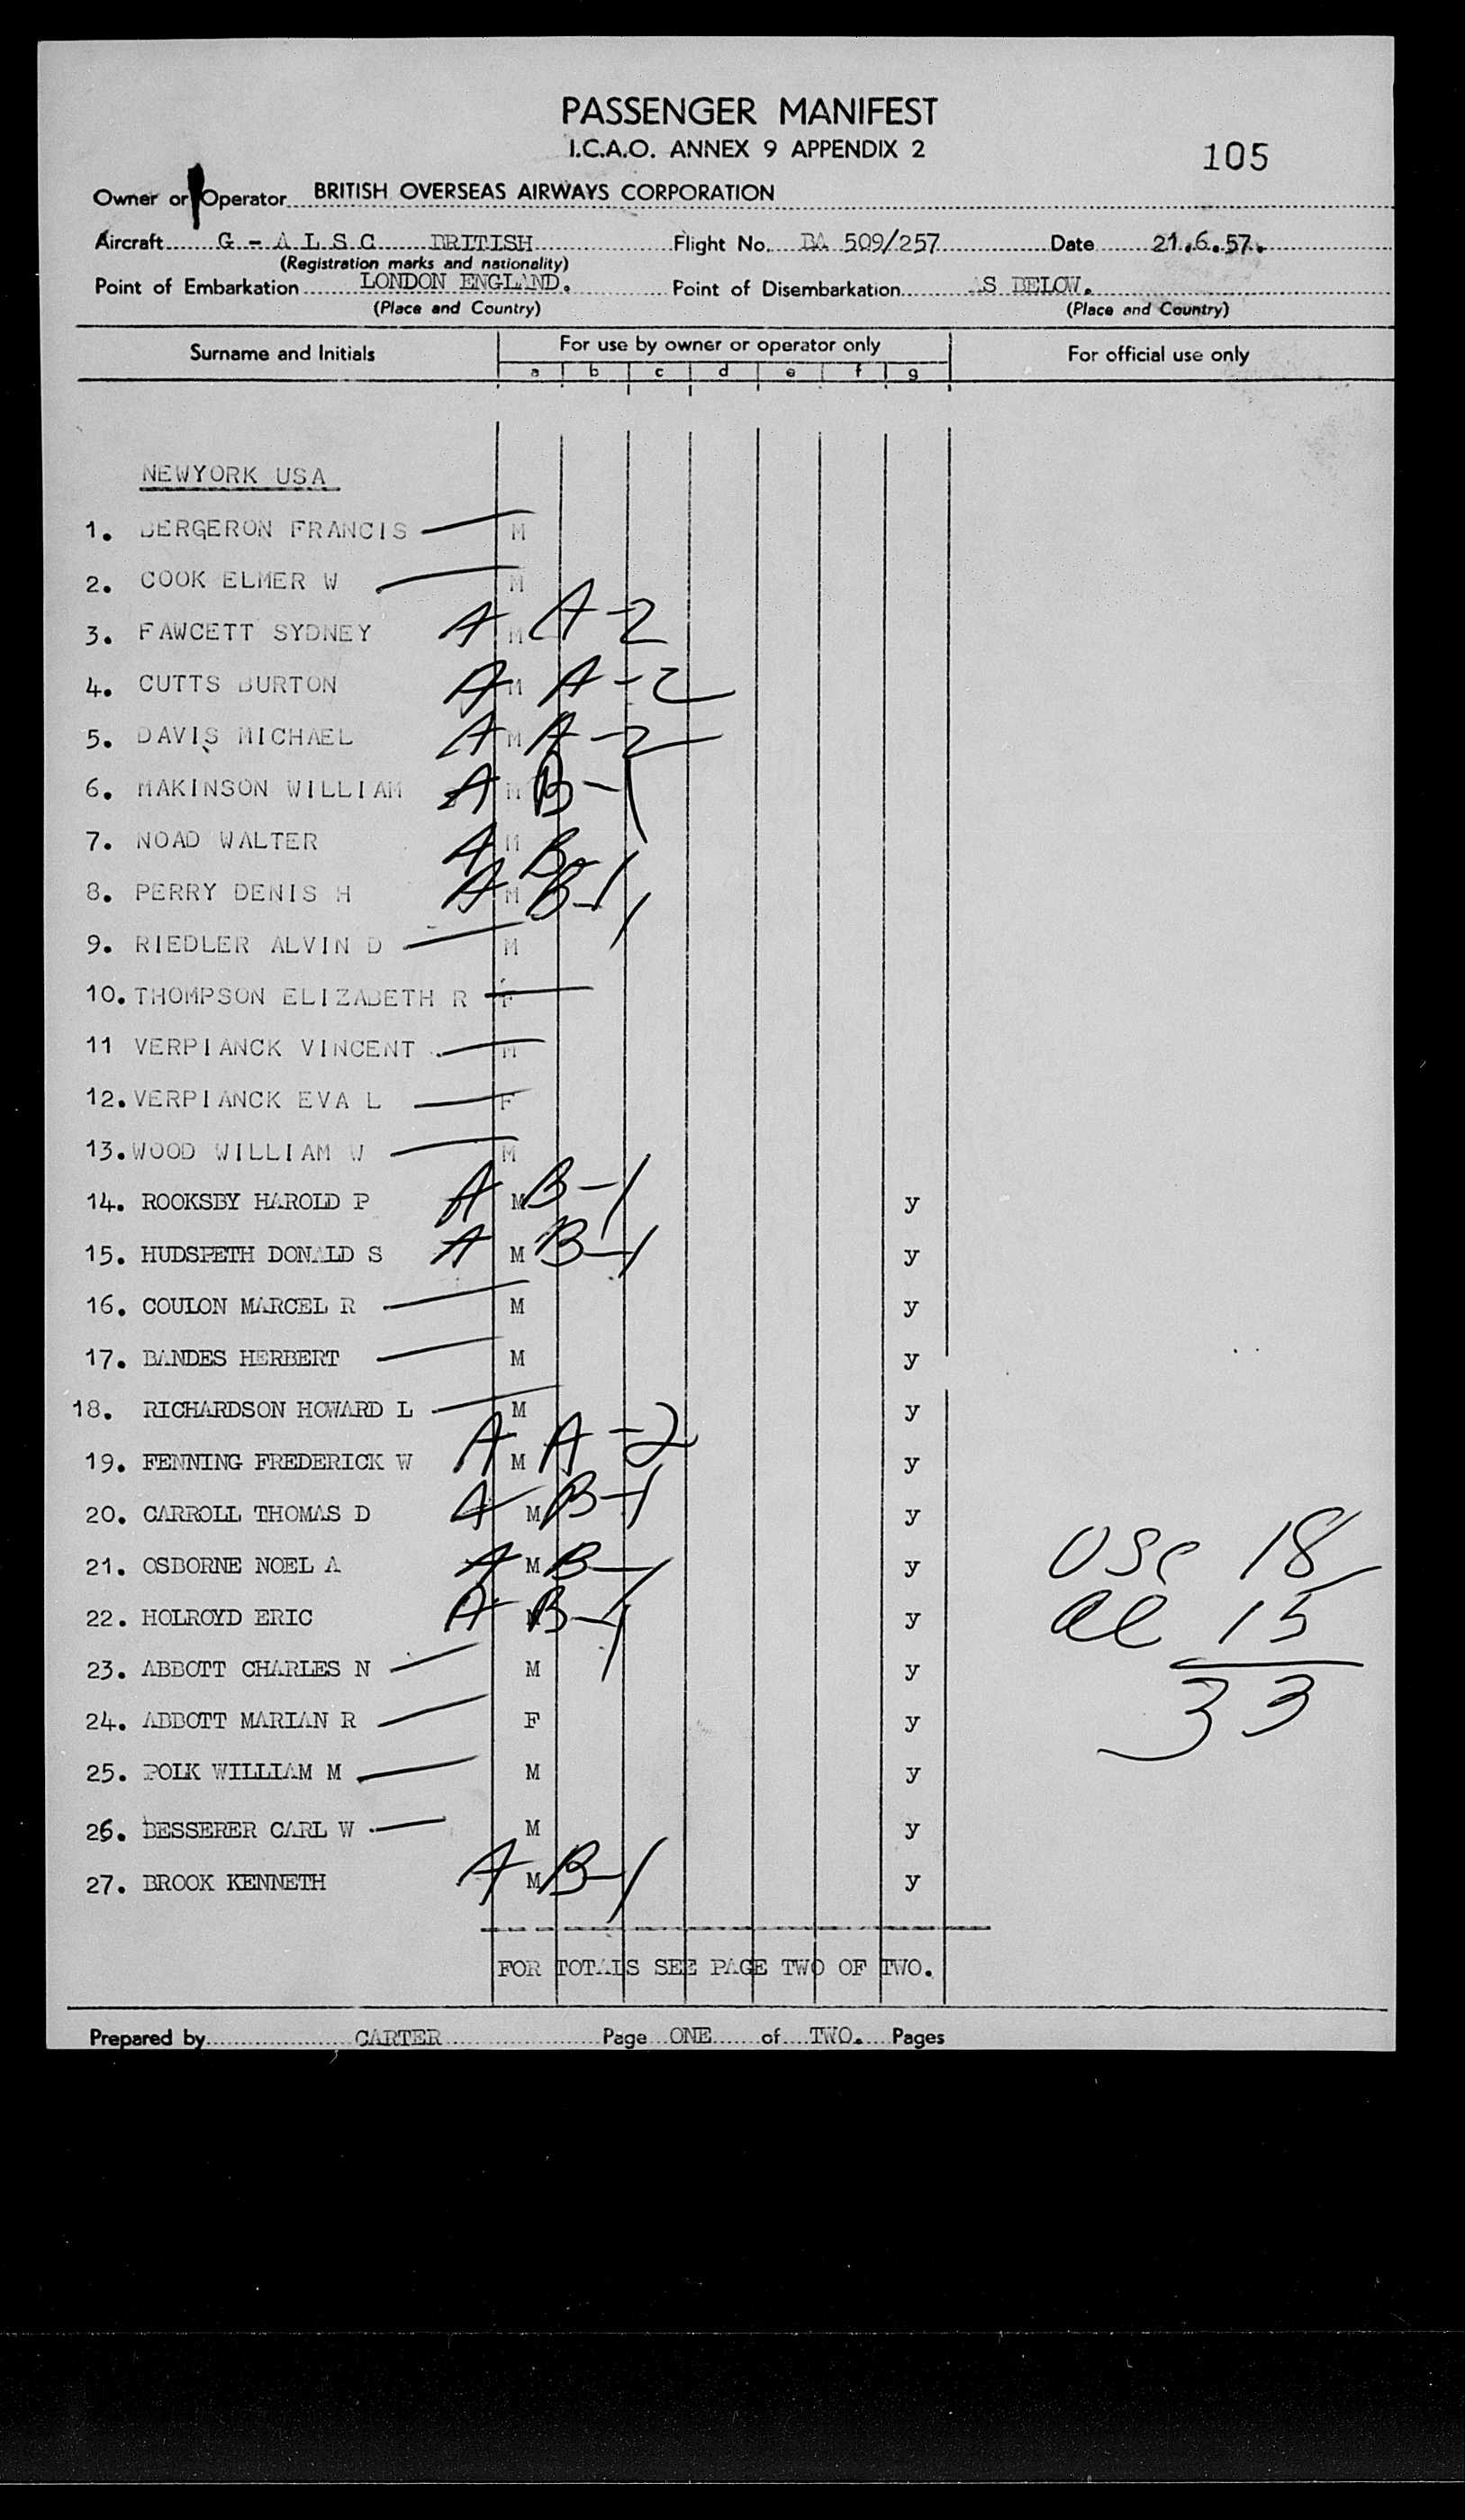 PASSENGER MANIFEST
I.C.A.O. ANNEX 9 APPENDIX 2
105
Owner or Operator BRITISH OVERSEAS AIRWAYS CORPORATION
Aircraft G - A L S C BRITISH Flight No. BA 509/257 Date 21.6.57.
(Registration marks and nationality)
Point of Embarkation LONDON ENGLAND. Point of Disembarkation AS BELOW.
(Place and Country) (Place and Country)
Surname and Initials For use by owner or operator only For official use only
a b c d e f g
NEWYORK USA
1. BERGERON FRANCIS — M
2. COOK ELMER W — M
3. FAWCETT SYDNEY A M A-2
4. CUTTS BURTON A M A-2
5. DAVIS MICHAEL A M A-2
6. MAKINSON WILLIAM A M B-1
7. NOAD WALTER A M B-1
8. PERRY DENIS H A M B-1
9. RIEDLER ALVIN D — M
10. THOMPSON ELIZABETH R — F
11 VERPIANCK VINCENT — M
12. VERPIANCK EVA L — F
13. WOOD WILLIAM W — M
14. ROOKSBY HAROLD P A M B-1 y
15. HUDSPETH DONALD S A M B-1 y
16. COULON MARCEL R — M y
17. BANDES HERBERT — M y
18. RICHARDSON HOWARD L — M y
19. FENNING FREDERICK W A M A-2 y
20. CARROLL THOMAS D A M B-1 y
21. OSBORNE NOEL A A M B-1 y
22. HOLROYD ERIC A M B-1 y
23. ABBOTT CHARLES N — M y
24. ABBOTT MARIAN R — F y
25. POLK WILLIAM M — M y
26. BESSERER CARL W — M y
27. BROOK KENNETH A M B-1 y
USC 18
al 15
33
FOR TOTALS SEE PAGE TWO OF TWO.
Prepared by CARTER Page ONE of TWO. Pages